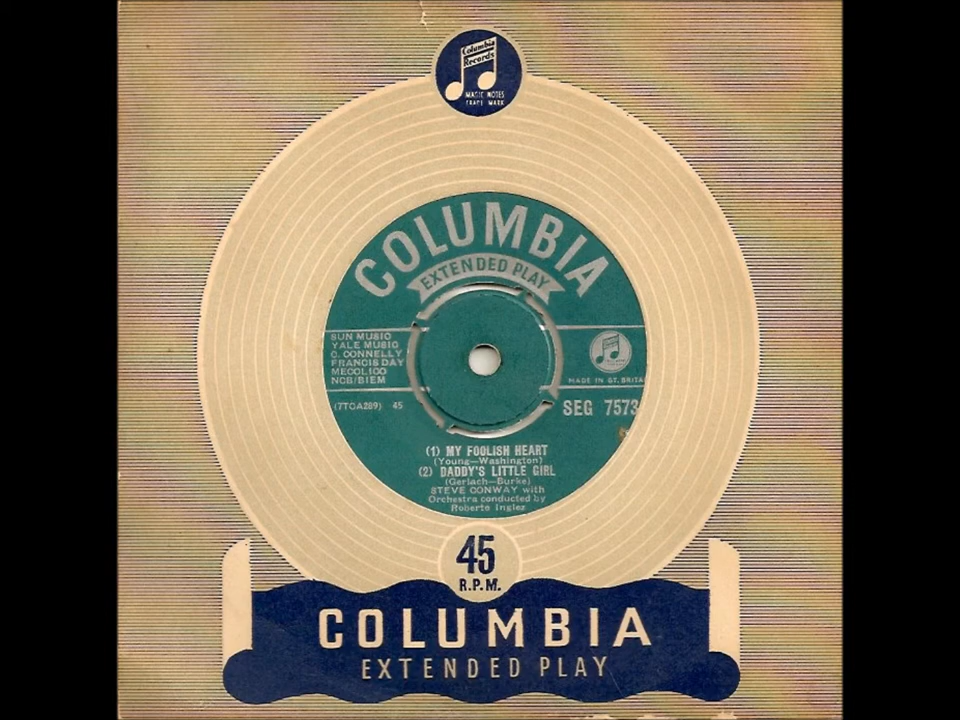 Columbia
Records
MAGIC NOTES
TRADE MARK
COLUMBIA
EXTENDED PLAY
SUN MUSIC
YALE MUSIC
C. CONNELLY
FRANCIS DAY
MECOLICO
NCB/BIEM
MADE IN GT. BRITA
(7TCA289) 45
SEG 7573
(1) MY FOOLISH HEART
(Young—Washington)
(2) DADDY'S LITTLE GIRL
(Gerlach—Burke)
STEVE CONWAY with
Orchestra conducted by
Roberto Inglez
45
R.P.M.
COLUMBIA
EXTENDED PLAY